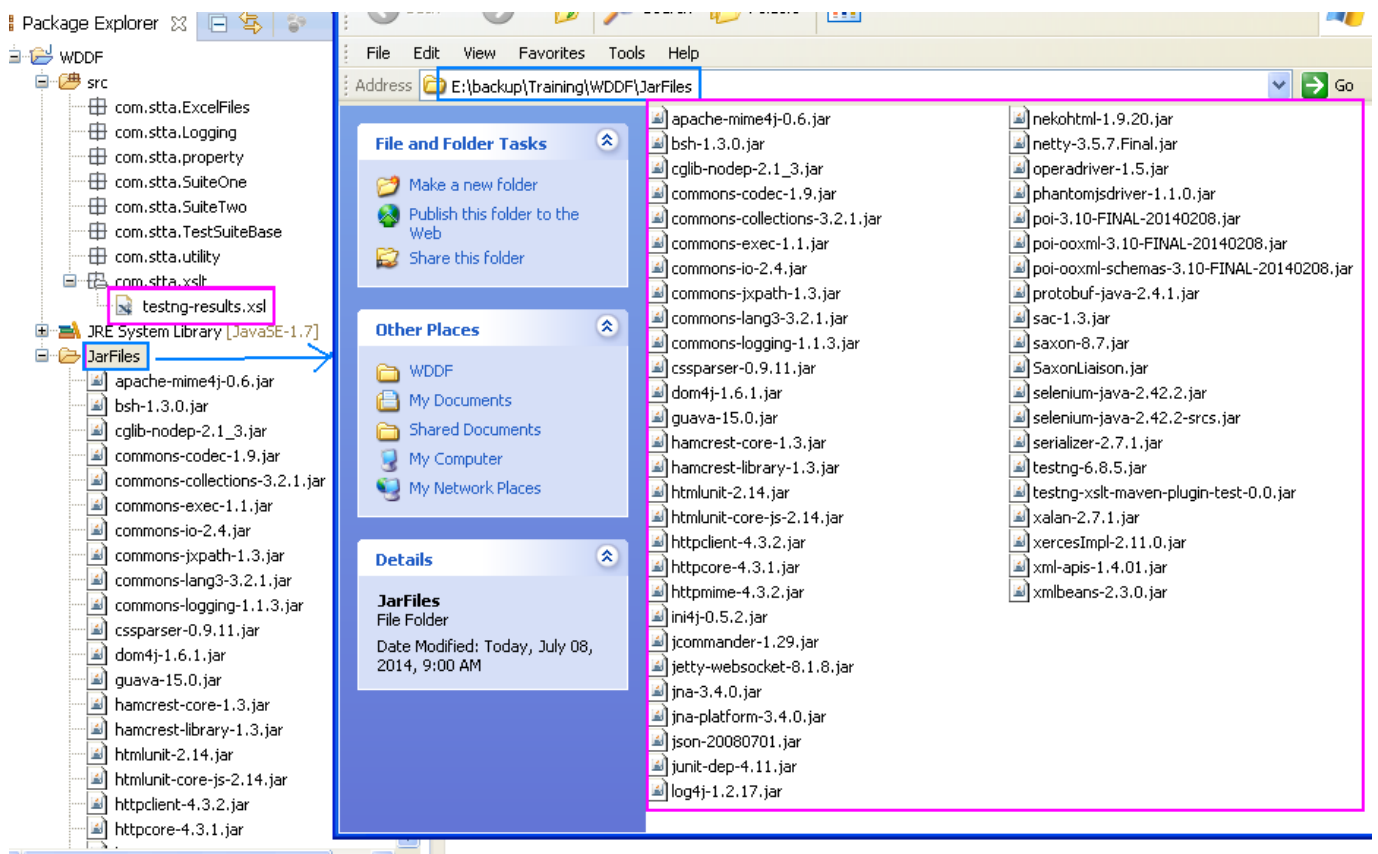 Package Explorer
WDDF
src
com.stta.ExcelFiles
com.stta.Logging
com.stta.property
com.stta.SuiteOne
com.stta.SuiteTwo
com.stta.TestSuiteBase
com.stta.utility
com.stta.xslt
testng-results.xsl
JRE System Library [JavaSE-1.7]
JarFiles
apache-mime4j-0.6.jar
bsh-1.3.0.jar
cglib-nodep-2.1_3.jar
commons-codec-1.9.jar
commons-collections-3.2.1.jar
commons-exec-1.1.jar
commons-io-2.4.jar
commons-jxpath-1.3.jar
commons-lang3-3.2.1.jar
commons-logging-1.1.3.jar
cssparser-0.9.11.jar
dom4j-1.6.1.jar
guava-15.0.jar
hamcrest-core-1.3.jar
hamcrest-library-1.3.jar
htmlunit-2.14.jar
htmlunit-core-js-2.14.jar
httpclient-4.3.2.jar
httpcore-4.3.1.jar
File Edit View Favorites Tools Help
Address E:\backup\Training\WDDF\JarFiles Go
File and Folder Tasks
Make a new folder
Publish this folder to the
Web
Share this folder
Other Places
WDDF
My Documents
Shared Documents
My Computer
My Network Places
Details
JarFiles
File Folder
Date Modified: Today, July 08,
2014, 9:00 AM
apache-mime4j-0.6.jar
bsh-1.3.0.jar
cglib-nodep-2.1_3.jar
commons-codec-1.9.jar
commons-collections-3.2.1.jar
commons-exec-1.1.jar
commons-io-2.4.jar
commons-jxpath-1.3.jar
commons-lang3-3.2.1.jar
commons-logging-1.1.3.jar
cssparser-0.9.11.jar
dom4j-1.6.1.jar
guava-15.0.jar
hamcrest-core-1.3.jar
hamcrest-library-1.3.jar
htmlunit-2.14.jar
htmlunit-core-js-2.14.jar
httpclient-4.3.2.jar
httpcore-4.3.1.jar
httpmime-4.3.2.jar
ini4j-0.5.2.jar
jcommander-1.29.jar
jetty-websocket-8.1.8.jar
jna-3.4.0.jar
jna-platform-3.4.0.jar
json-20080701.jar
junit-dep-4.11.jar
log4j-1.2.17.jar
nekohtml-1.9.20.jar
netty-3.5.7.Final.jar
operadriver-1.5.jar
phantomjsdriver-1.1.0.jar
poi-3.10-FINAL-20140208.jar
poi-ooxml-3.10-FINAL-20140208.jar
poi-ooxml-schemas-3.10-FINAL-20140208.jar
protobuf-java-2.4.1.jar
sac-1.3.jar
saxon-8.7.jar
SaxonLiaison.jar
selenium-java-2.42.2.jar
selenium-java-2.42.2-srcs.jar
serializer-2.7.1.jar
testng-6.8.5.jar
testng-xslt-maven-plugin-test-0.0.jar
xalan-2.7.1.jar
xercesImpl-2.11.0.jar
xml-apis-1.4.01.jar
xmlbeans-2.3.0.jar